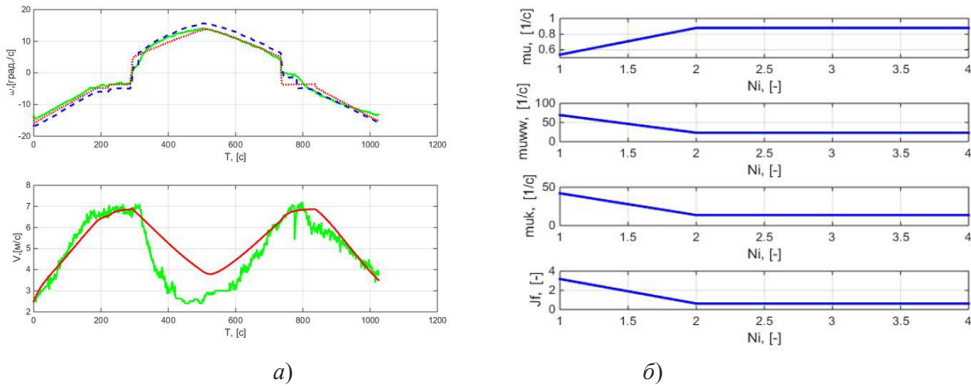 20
10
0
-10
-20
ω,[град./с]
0 200 400 600 800 1000 1200
T, [с]
8
7
6
5
4
3
2
V,[м/с]
0 200 400 600 800 1000 1200
T, [с]
а)
1
0.8
0.6
mu, [1/с]
1 1.5 2 2.5 3 3.5 4
Ni, [-]
100
50
0
muww, [1/с]
1 1.5 2 2.5 3 3.5 4
Ni, [-]
50
0
muk, [1/с]
1 1.5 2 2.5 3 3.5 4
Ni, [-]
4
2
0
Jf, [-]
1 1.5 2 2.5 3 3.5 4
Ni, [-]
б)